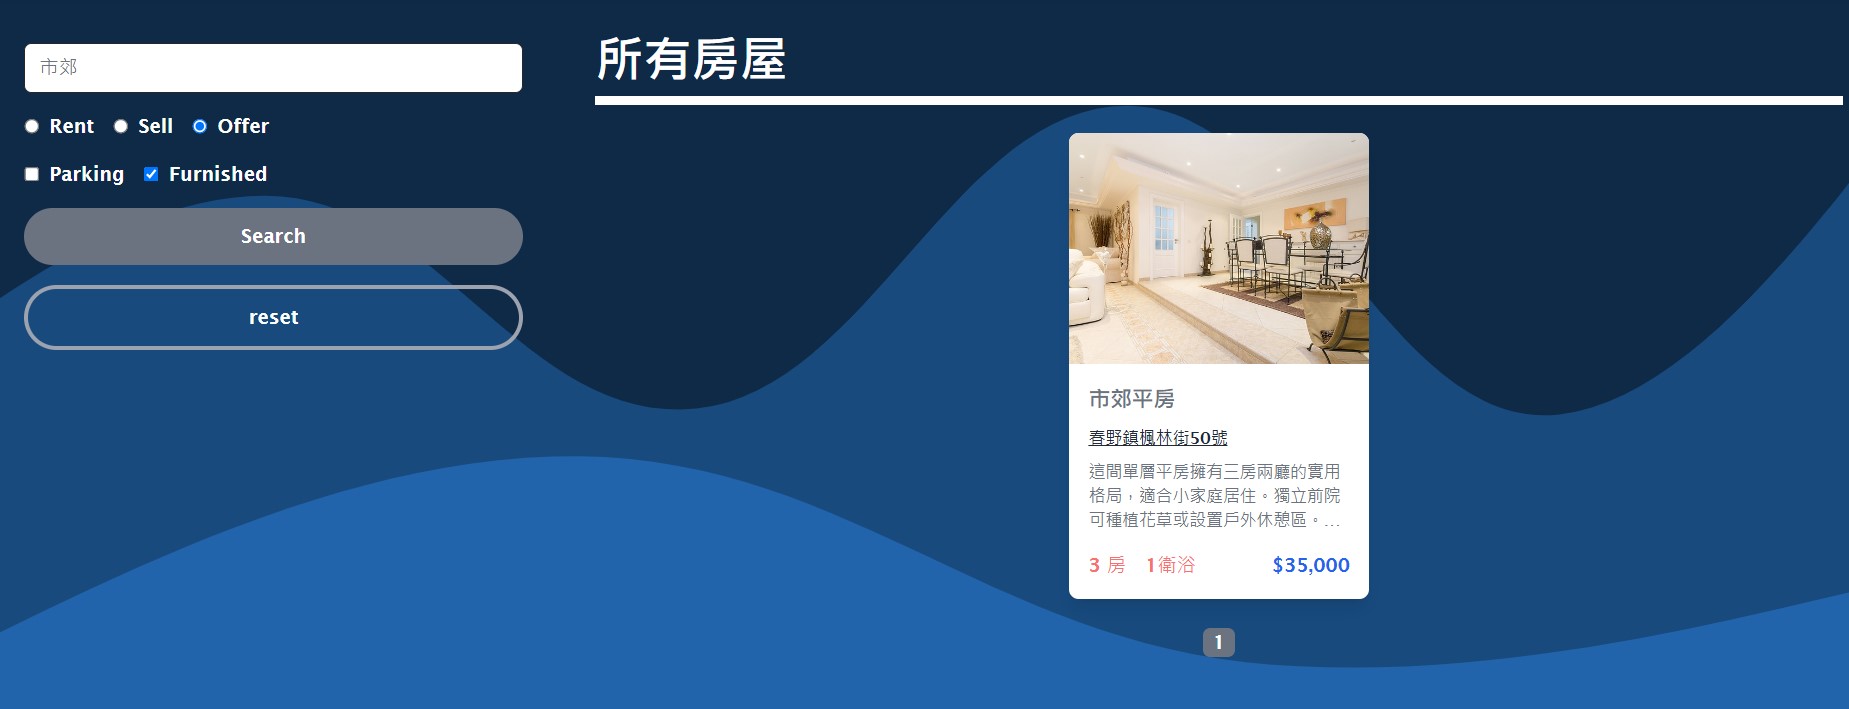 市郊
Rent Sell Offer
Parking Furnished
Search
reset
所有房屋
市郊平房
春野鎮楓林街50號
這間單層平房擁有三房兩廳的實用
格局，適合小家庭居住。獨立前院
可種植花草或設置戶外休憩區。...
3 房 1衛浴 $35,000
1